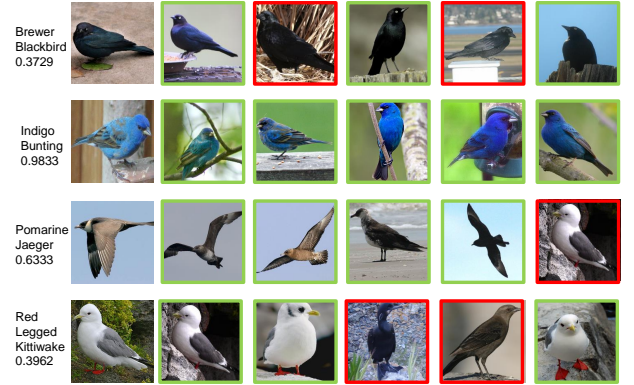 Brewer
Blackbird
0.3729
Indigo
Bunting
0.9833
Pomarine
Jaeger
0.6333
Red
Legged
Kittiwake
0.3962